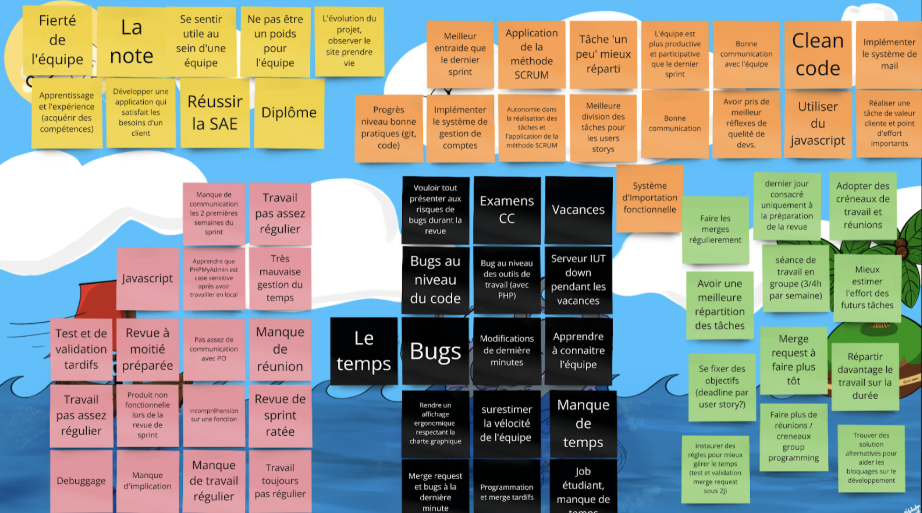 Fierté
de
l'équipe
La
note
Se sentir
utile au
sein d'une
équipe
Ne pas être
un poids
pour
l'équipe
L'évolution du
projet,
observer le
site prendre
vie
Apprentissage
et l'expérience
(acquérir des
compétences)
Développer une
application qui
satisfait les
besoins d'un
client
Réussir
la SAE
Diplôme
Meilleur
entraide que
le dernier
sprint
Application
de la
méthode
SCRUM
Tâche 'un
peu' mieux
réparti
L'équipe est
plus productive
et participative
que le dernier
sprint
Bonne
communication
avec l'équipe
Clean
code
Implémenter
le système de
mail
Progrès
niveau bonne
pratiques (git,
code)
Implémenter
le système de
gestion de
comptes
Autonomie dans
la réalisation des
tâches et
l'application de la
méthode SCRUM
Meilleure
division des
tâches pour
les users
storys
Bonne
communication
Avoir pris de
meilleur
réflexes de
quelité de
devs.
Utiliser
du
javascript
Réaliser une
tâche de valeur
cliente et point
d'effort
importants
Système
d'Importation
fonctionnelle
Manque de
communication
les 2 premières
semaines du
sprint
Travail
pas assez
régulier
Javascript
Apprendre que
PHPMyAdmin est
case sensitive
après avoir
travailler en local
Très
mauvaise
gestion du
temps
Test et de
validation
tardifs
Revue à
moitié
préparée
Pas assez de
communication
avec PO
Manque
de
réunion
Travail
pas assez
régulier
Produit non
fonctionnelle
lors de la
revue de
sprint
incompréhension
sur une fonction
Revue de
sprint
ratée
Debuggage
Manque
d'implication
Manque
de travail
régulier
Travail
toujours
pas régulier
Vouloir tout
présenter aux
risques de
bugs durant la
revue
Examens
CC
Vacances
Bugs au
niveau
du code
Bug au niveau
des outils de
travail (avec
PHP)
Serveur IUT
down
pendant les
vacances
Le
temps
Bugs
Modifications
de dernière
minutes
Apprendre
à connaitre
l'équipe
Rendre un
affichage
ergonomique
respectant la
charte graphique
surestimer
la vélocité
de l'équipe
Manque
de
temps
Merge request
et bugs à la
dernière
minute
Programmation
et merge tardifs
Job
étudiant,
manque de
temps
Faire les
merges
régulierement
dernier jour
consacré
uniquement à
la préparation
de la revue
Adopter des
créneaux de
travail et
réunions
Avoir une
meilleure
répartition
des tâches
séance de
travail en
groupe (3/4h
par semaine)
Mieux
estimer
l'effort des
futurs tâches
Se fixer des
objectifs
(deadline par
user story?)
Merge
request à
faire plus
tôt
Répartir
davantage le
travail sur la
durée
Instaurer des
règles pour mieux
gérer le temps
(test et validation
merge request
sous 2j)
Faire plus de
réunions /
creneaux
group
programming
Trouver des
solution
alternatives pour
aider les
bloquages sur le
développement